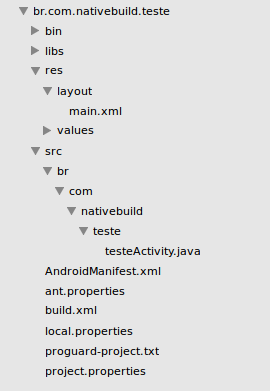 br.com.nativebuild.teste
bin
libs
res
layout
main.xml
values
src
br
com
nativebuild
teste
testeActivity.java
AndroidManifest.xml
ant.properties
build.xml
local.properties
proguard-project.txt
project.properties